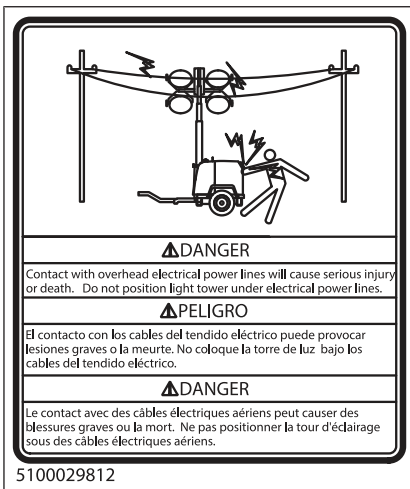 ⚠DANGER
Contact with overhead electrical power lines will cause serious injury
or death. Do not position light tower under electrical power lines.
⚠PELIGRO
El contacto con los cables del tendido eléctrico puede provocar
lesiones graves o la meurte. No coloque la torre de luz bajo los
cables del tendido eléctrico.
⚠DANGER
Le contact avec des câbles électriques aériens peut causer des
blessures graves ou la mort. Ne pas positionner la tour d'éclairage
sous des câbles électriques aériens.
5100029812